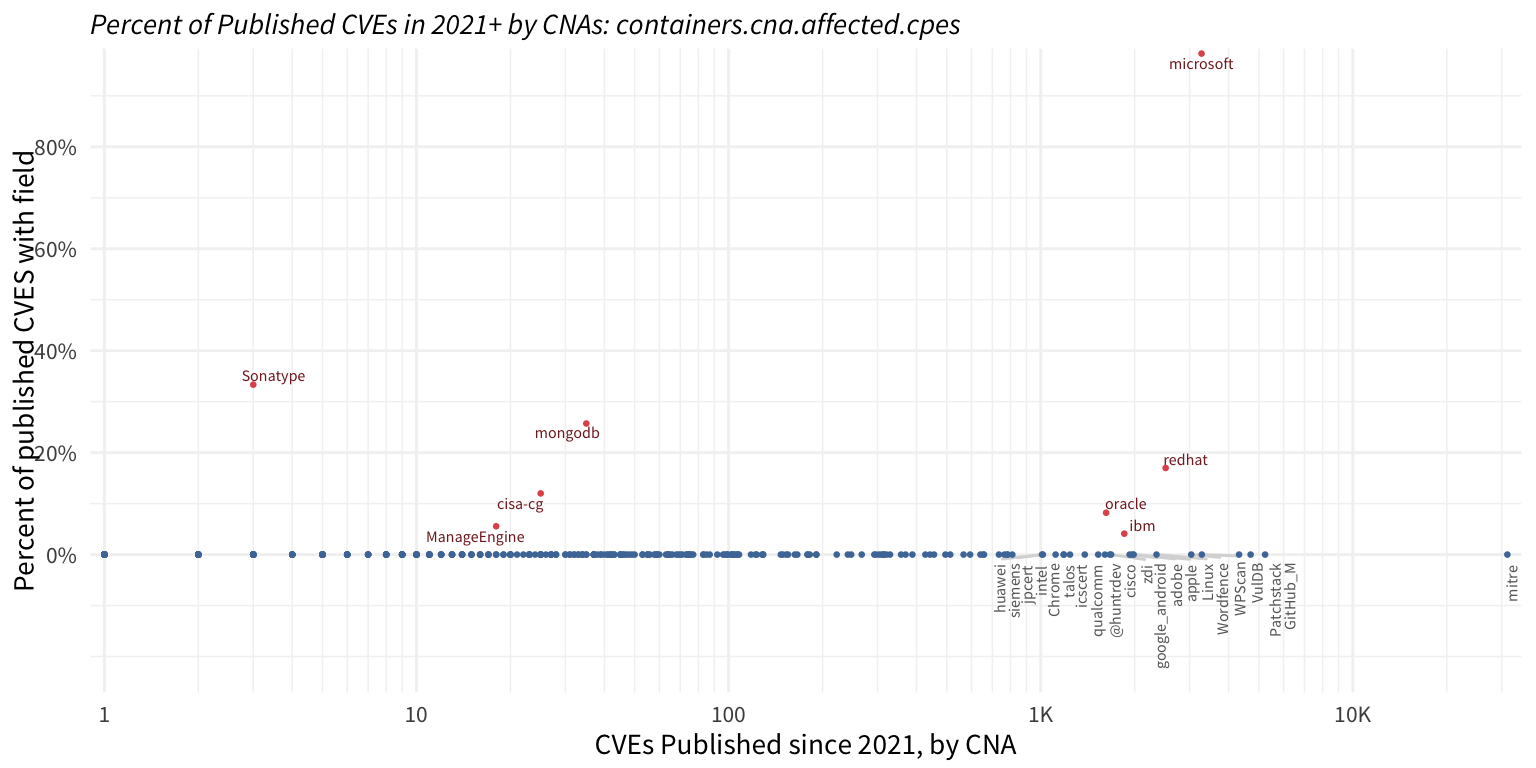 Percent of Published CVEs in 2021+ by CNAs: containers.cna.affected.cpes
microsoft
80%
60%
40%
20%
0%
Percent of published CVES with field
Sonatype
mongodb
redhat
cisa-cg
oracle
ManageEngine
ibm
huawei
siemens
jpcert
intel
Chrome
talos
icscert
qualcomm
@huntrdev
cisco
zdi
google_android
adobe
apple
Linux
Wordfence
WPScan
VulDB
Patchstack
GitHub_M
mitre
1
10
100
1K
10K
CVEs Published since 2021, by CNA